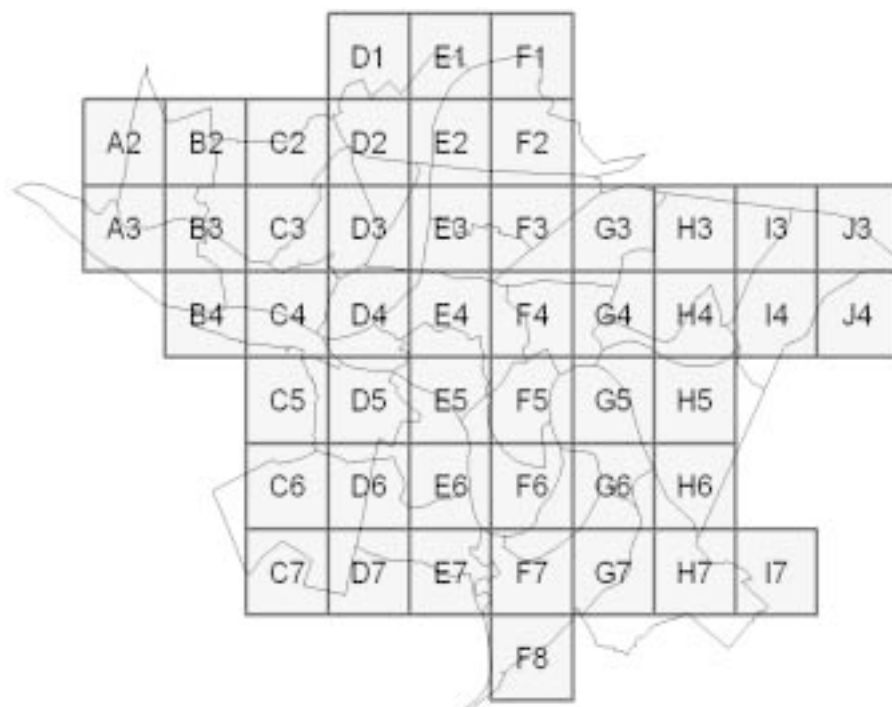 D1 E1 F1
A2 B2 C2 D2 E2 F2
A3 B3 C3 D3 E3 F3 G3 H3 I3 J3
B4 C4 D4 E4 F4 G4 H4 I4 J4
C5 D5 E5 F5 G5 H5
C6 D6 E6 F6 G6 H6
C7 D7 E7 F7 G7 H7 I7
F8